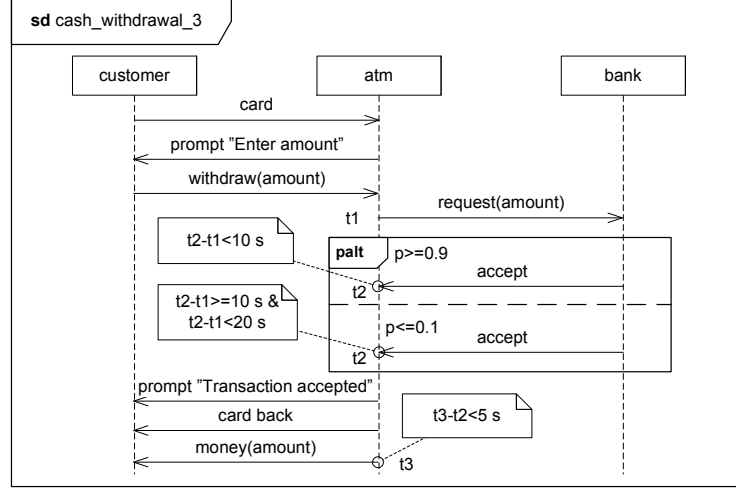 sd cash_withdrawal_3
customer
atm
bank
card
prompt ”Enter amount”
withdraw(amount)
t1
request(amount)
t2-t1<10 s
palt
p>=0.9
accept
t2
t2-t1>=10 s &
t2-t1<20 s
p<=0.1
accept
t2
prompt ”Transaction accepted”
card back
t3-t2<5 s
money(amount)
t3